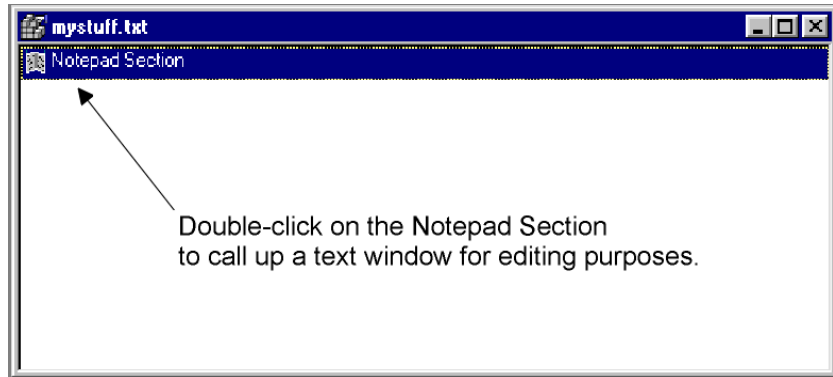 mystuff.txt
Notepad Section
Double-click on the Notepad Section
to call up a text window for editing purposes.